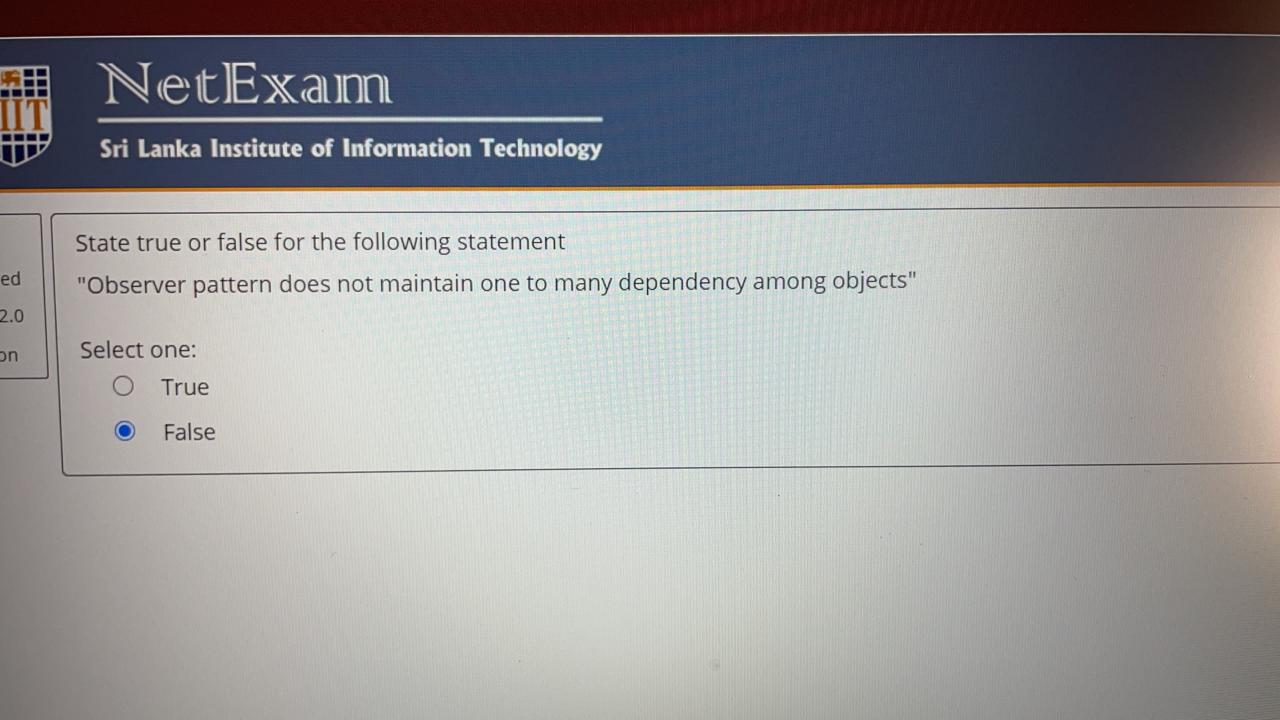 NetExam
IIT
Sri Lanka Institute of Information Technology
State true or false for the following statement
ed
"Observer pattern does not maintain one to many dependency among objects"
2.0
on
Select one:
True
False